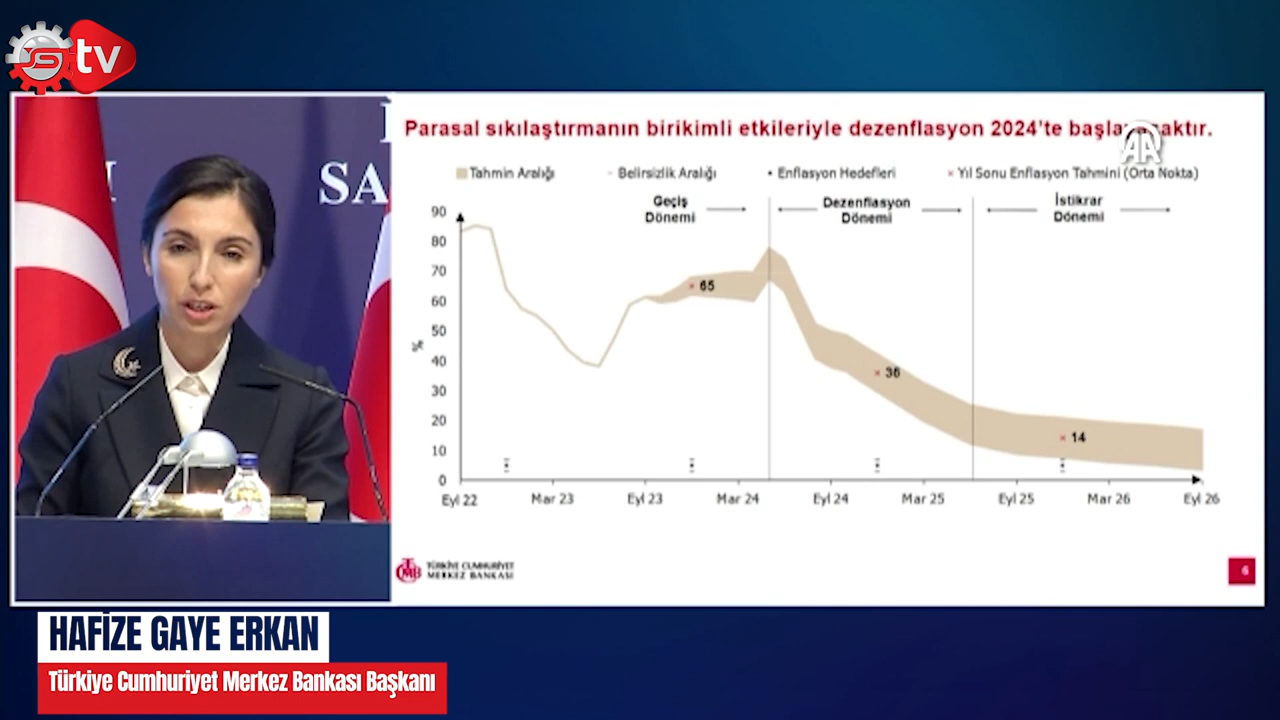 tv
Parasal sıkılaştırmanın birikimli etkileriyle dezenflasyon 2024'te
AA
Tahmin Aralığı
Belirsizlik Aralığı
Enflasyon Hedefleri
Yıl Sonu Enflasyon Tahmini (Orta Nokta)
Geçiş
Dönemi
Dezenflasyon
Dönemi
İstikrar
Dönemi
SA
%
90
80
70
60
50
40
30
20
10
0
65
36
14
Eyl 22
Mar 23
Eyl 23
Mar 24
Eyl 24
Mar 25
Eyl 25
Mar 26
Eyl 26
TCMB
TÜRKİYE CUMHURİYET
MERKEZ BANKASI
6
HAFİZE GAYE ERKAN
Türkiye Cumhuriyet Merkez Bankası Başkanı